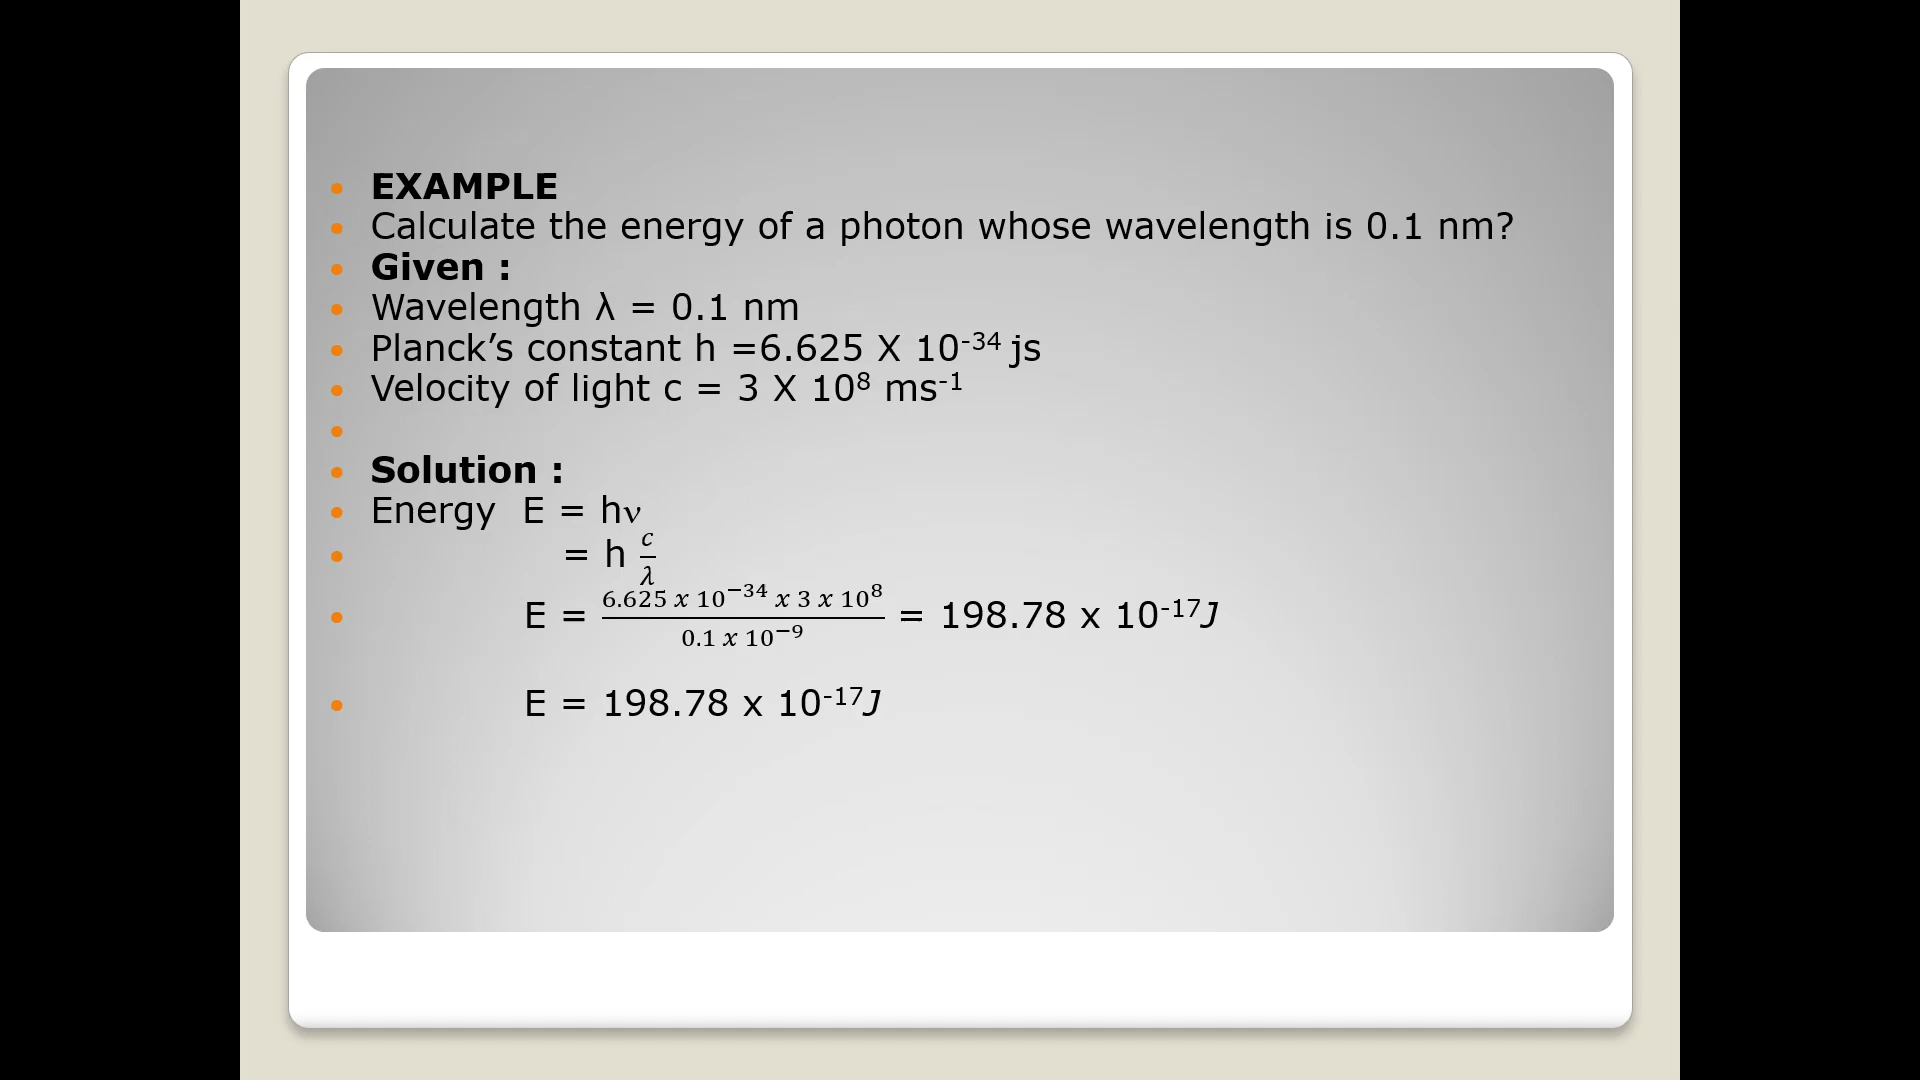 EXAMPLE
Calculate the energy of a photon whose wavelength is 0.1 nm?
Given :
Wavelength λ = 0.1 nm
Planck’s constant h =6.625 X 10⁻³⁴ js
Velocity of light c = 3 X 10⁸ ms⁻¹
Solution :
Energy E = hν
= h c/λ
E = 6.625 x 10⁻³⁴ x 3 x 10⁸ / 0.1 x 10⁻⁹ = 198.78 x 10⁻¹⁷J
E = 198.78 x 10⁻¹⁷J